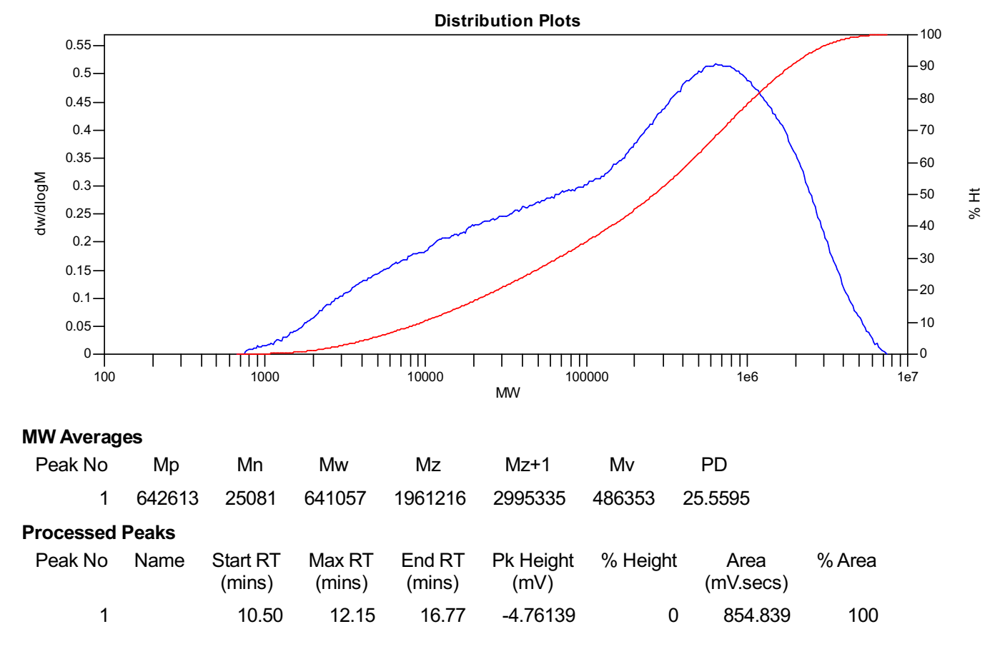 Distribution Plots
0.55
0.5
0.45
0.4
0.35
0.3
0.25
0.2
0.15
0.1
0.05
0
dw/dlogM
100
90
80
70
60
50
40
30
20
10
0
% Ht
100 1000 10000 100000 1e6 1e7
MW
MW Averages
Peak No Mp Mn Mw Mz Mz+1 Mv PD
1 642613 25081 641057 1961216 2995335 486353 25.5595
Processed Peaks
Peak No Name Start RT Max RT End RT Pk Height % Height Area % Area
(mins) (mins) (mins) (mV) (mV.secs)
1 10.50 12.15 16.77 -4.76139 0 854.839 100